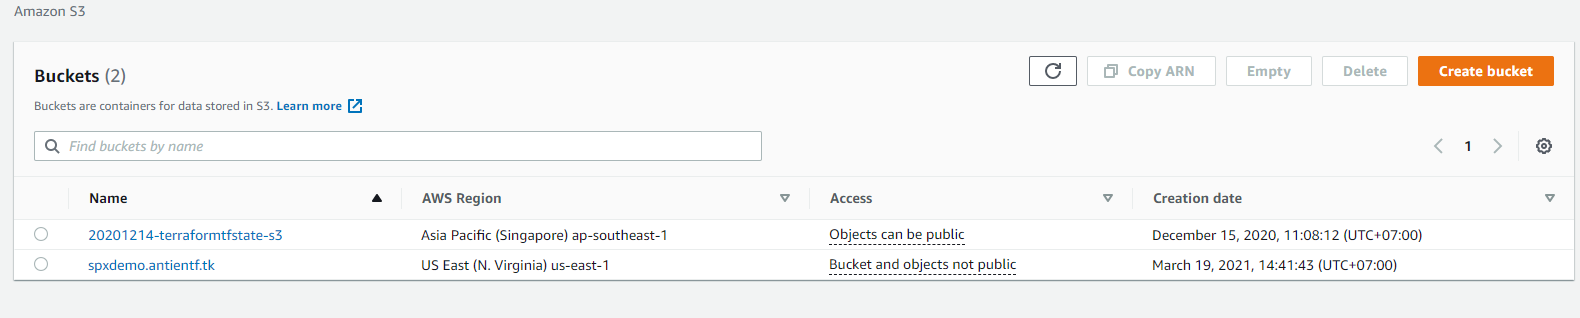 Amazon S3
Buckets (2)
Copy ARN
Empty
Delete
Create bucket
Buckets are containers for data stored in S3. Learn more
Find buckets by name
1
Name
AWS Region
Access
Creation date
20201214-terraformtfstate-s3
Asia Pacific (Singapore) ap-southeast-1
Objects can be public
December 15, 2020, 11:08:12 (UTC+07:00)
spxdemo.antientf.tk
US East (N. Virginia) us-east-1
Bucket and objects not public
March 19, 2021, 14:41:43 (UTC+07:00)